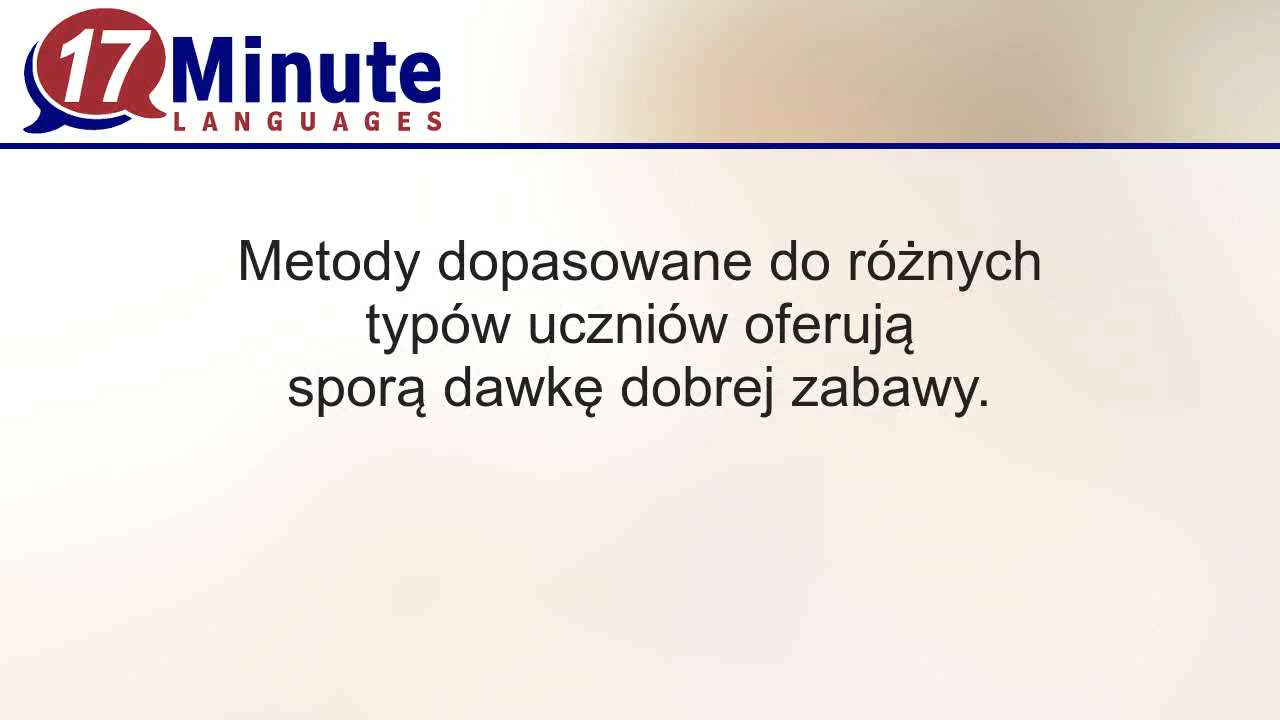 17 Minute
LANGUAGES
Metody dopasowane do różnych
typów uczniów oferują
sporą dawkę dobrej zabawy.